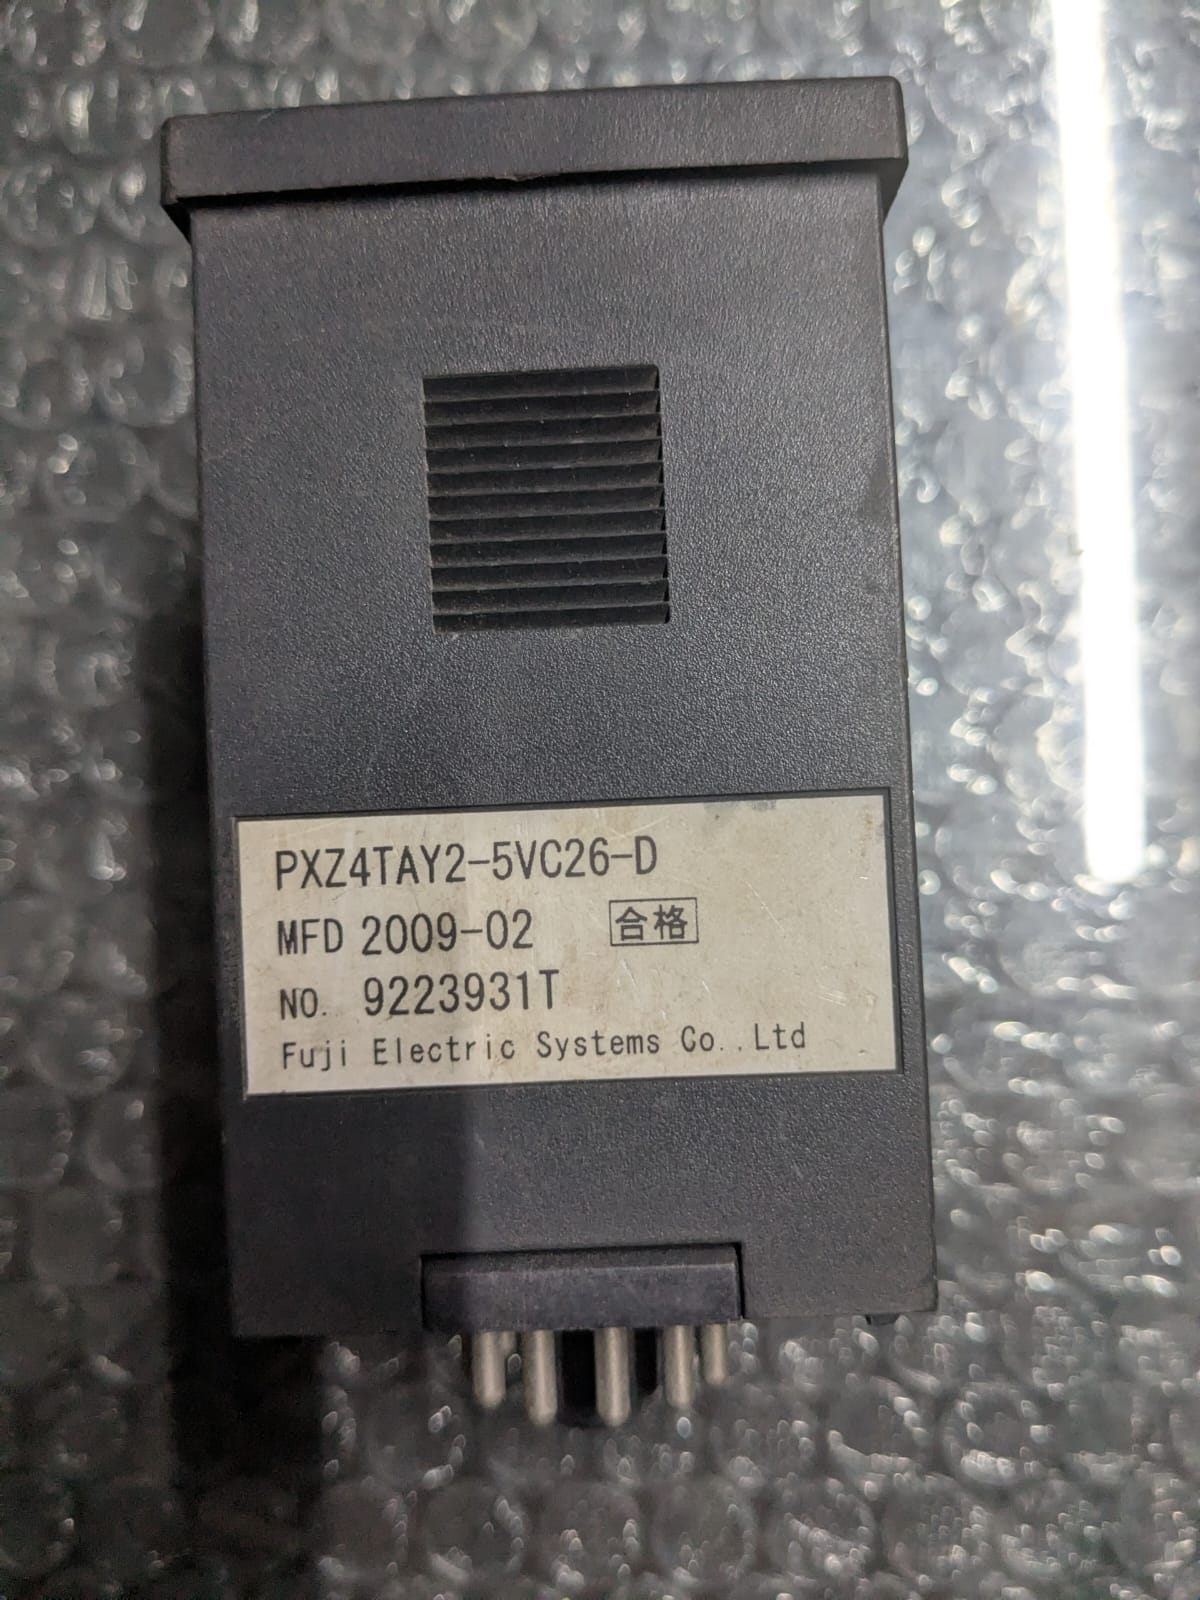 PXZ4TAY2-5VC26-D
MFD 2009-02 合格
NO. 9223931T
Fuji Electric Systems Co.,Ltd